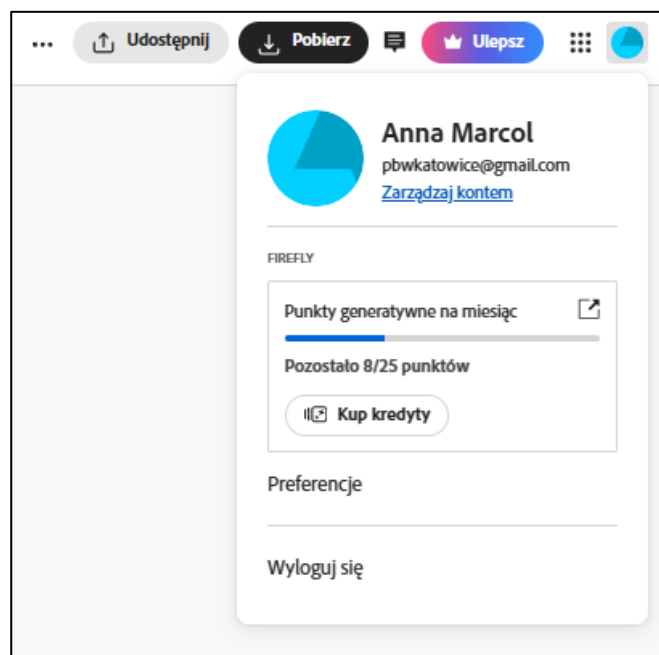 Udostępnij
Pobierz
Ulepsz
Anna Marcol
pbwkatowice@gmail.com
Zarządzaj kontem
FIREFLY
Punkty generatywne na miesiąc
Pozostało 8/25 punktów
Kup kredyty
Preferencje
Wyloguj się